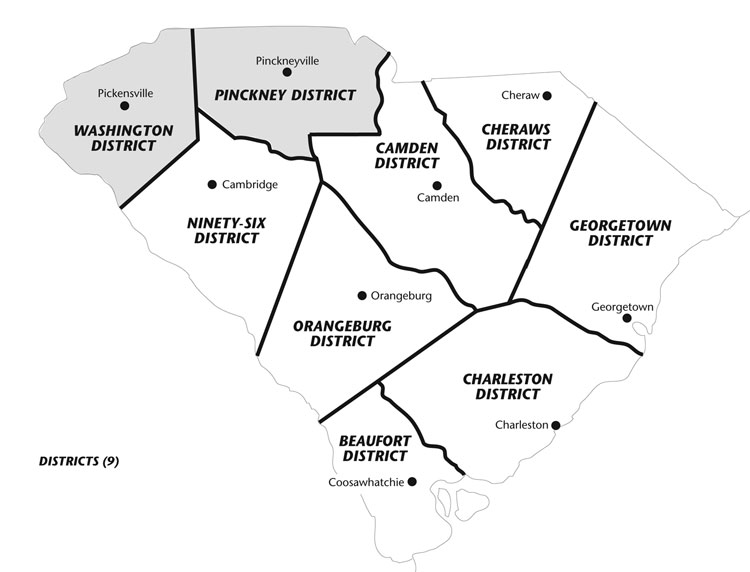 Pinckneyville
PINCKNEY DISTRICT
Pickensville
WASHINGTON
DISTRICT
Cheraw
CHERAWS
DISTRICT
CAMDEN
DISTRICT
Camden
Cambridge
NINETY-SIX
DISTRICT
GEORGETOWN
DISTRICT
Georgetown
Orangeburg
ORANGEBURG
DISTRICT
CHARLESTON
DISTRICT
Charleston
BEAUFORT
DISTRICT
Coosawhatchie
DISTRICTS (9)